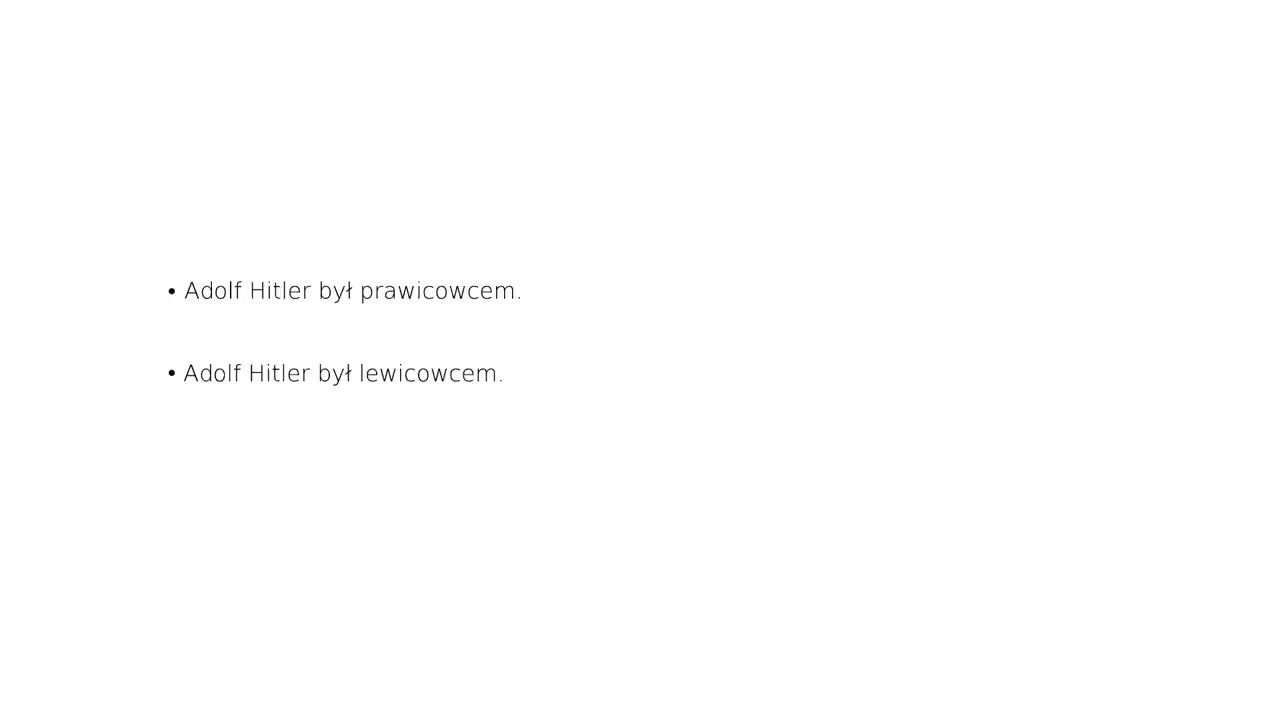 • Adolf Hitler był prawicowcem.
• Adolf Hitler był lewicowcem.